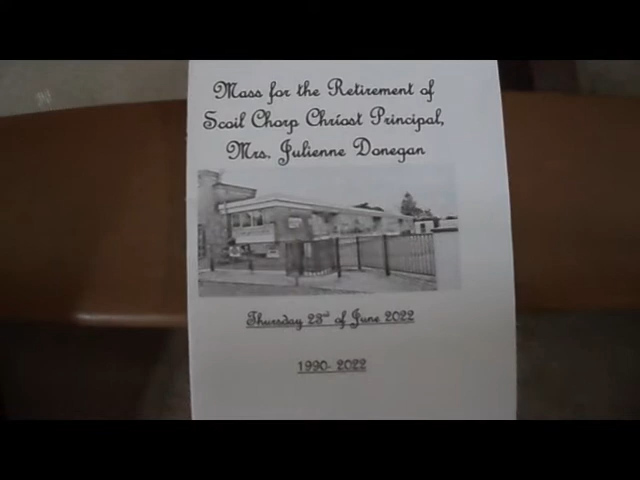 Mass for the Retirement of
Scoil Chorp Chríost Principal,
Mrs. Julienne Donegan
Thursday 23rd of June 2022
1990- 2022